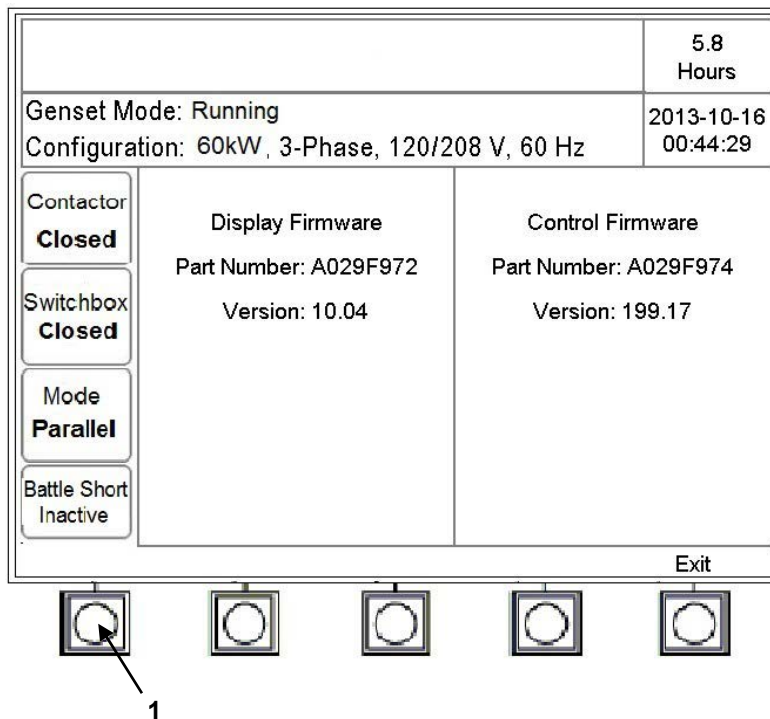 5.8
Hours
Genset Mode: Running
Configuration: 60kW, 3-Phase, 120/208 V, 60 Hz
2013-10-16
00:44:29
Contactor
Closed
Switchbox
Closed
Mode
Parallel
Battle Short
Inactive
Display Firmware
Part Number: A029F972
Version: 10.04
Control Firmware
Part Number: A029F974
Version: 199.17
Exit
1